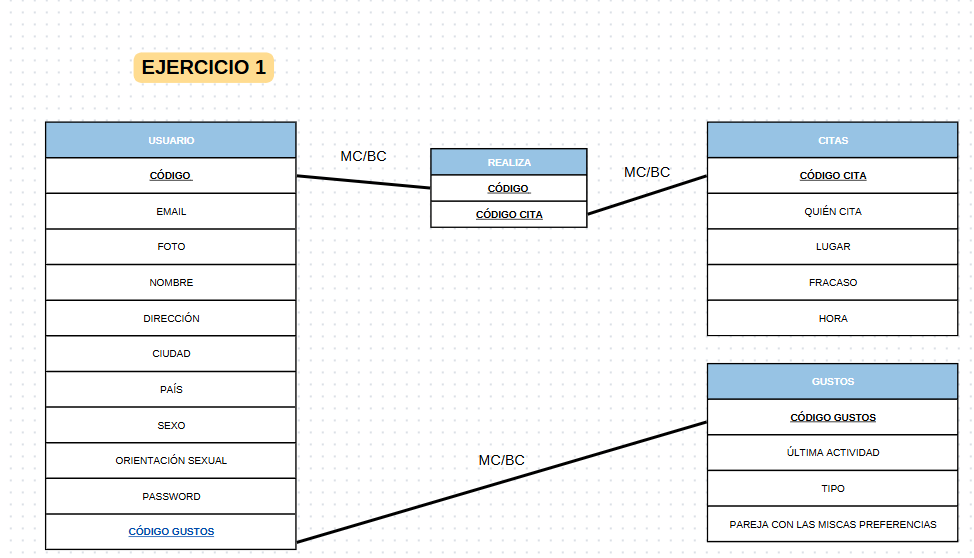 EJERCICIO 1
USUARIO
CÓDIGO
EMAIL
FOTO
NOMBRE
DIRECCIÓN
CIUDAD
PAÍS
SEXO
ORIENTACIÓN SEXUAL
PASSWORD
CÓDIGO GUSTOS
MC/BC
REALIZA
CÓDIGO
CÓDIGO CITA
MC/BC
CITAS
CÓDIGO CITA
QUIÉN CITA
LUGAR
FRACASO
HORA
MC/BC
GUSTOS
CÓDIGO GUSTOS
ÚLTIMA ACTIVIDAD
TIPO
PAREJA CON LAS MISCAS PREFERENCIAS